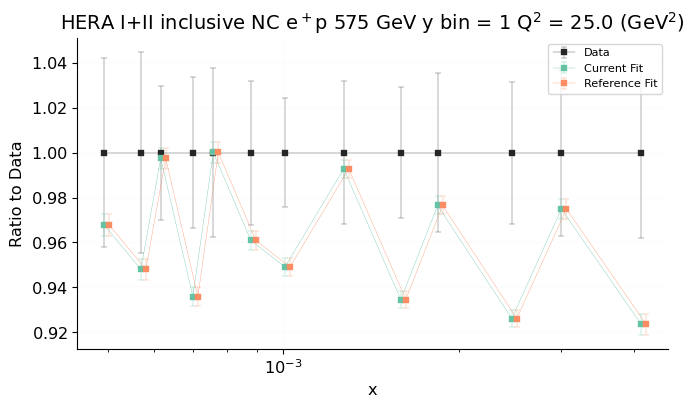 HERA I+II inclusive NC e⁺p 575 GeV y bin = 1 Q² = 25.0 (GeV²)
Data
Current Fit
Reference Fit
Ratio to Data
1.04
1.02
1.00
0.98
0.96
0.94
0.92
10⁻³
x